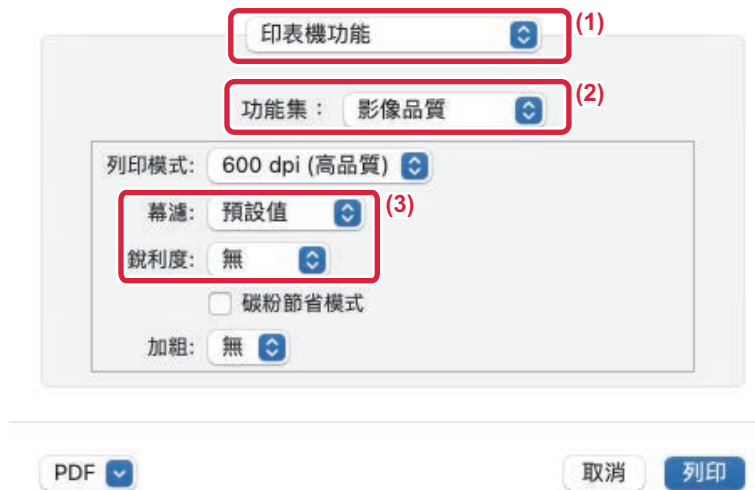 印表機功能 (1)
功能集： 影像品質 (2)
列印模式: 600 dpi (高品質)
幕濾: 預設值 (3)
銳利度: 無
碳粉節省模式
加粗: 無
PDF 取消 列印